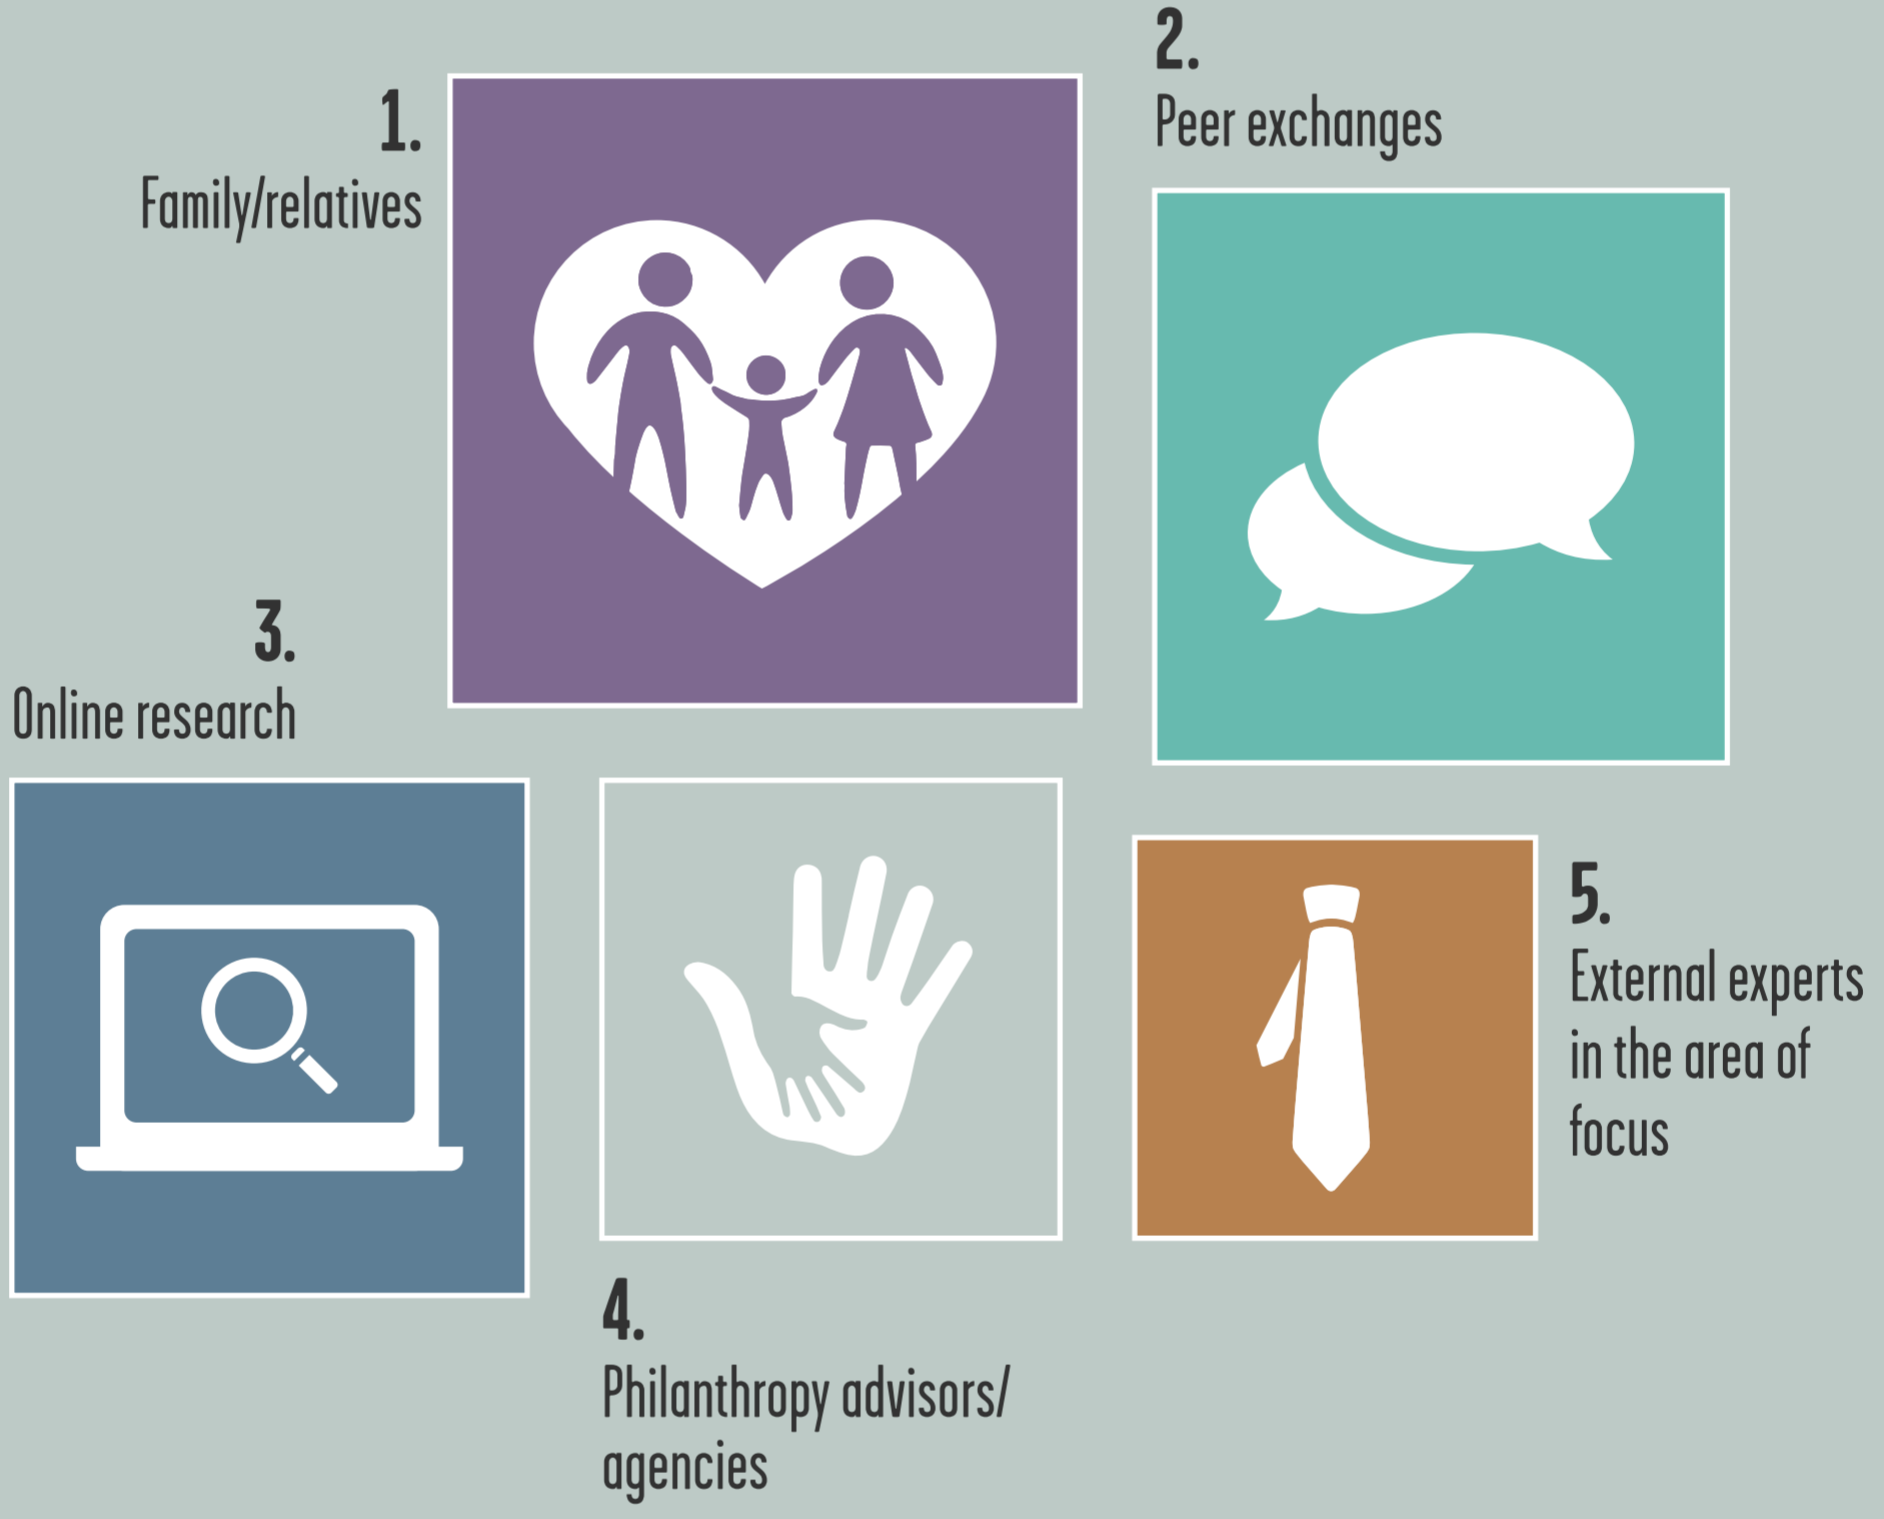 1.
Family/relatives
2.
Peer exchanges
3.
Online research
4.
Philanthropy advisors/
agencies
5.
External experts
in the area of
focus